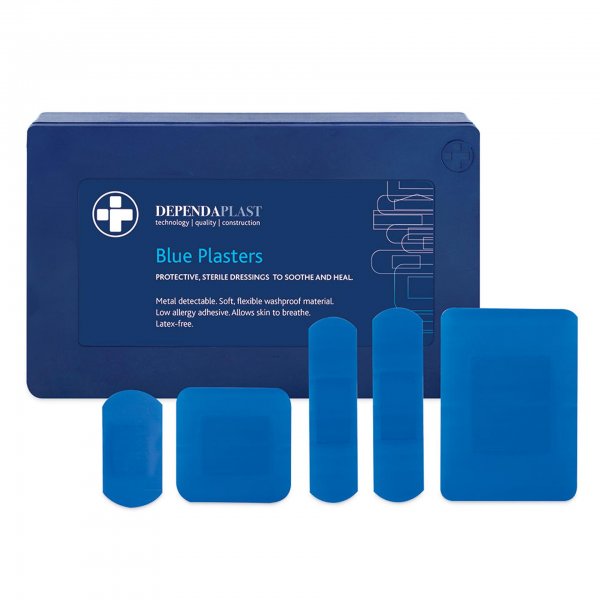 DEPENDAPLAST
technology | quality | construction
Blue Plasters
PROTECTIVE, STERILE DRESSINGS TO SOOTHE AND HEAL.
Metal detectable. Soft, flexible washproof material.
Low allergy adhesive. Allows skin to breathe.
Latex-free.